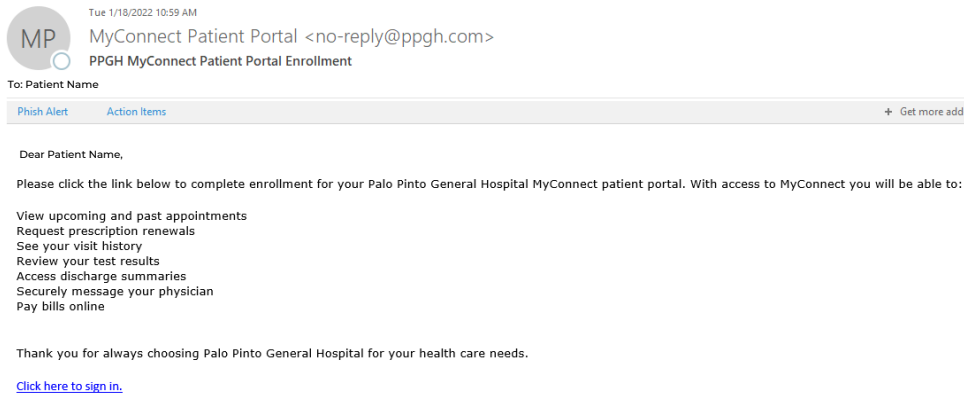 MP
Tue 1/18/2022 10:59 AM
MyConnect Patient Portal <no-reply@ppgh.com>
PPGH MyConnect Patient Portal Enrollment
To: Patient Name
Phish Alert Action Items + Get more add
Dear Patient Name,
Please click the link below to complete enrollment for your Palo Pinto General Hospital MyConnect patient portal. With access to MyConnect you will be able to:
View upcoming and past appointments
Request prescription renewals
See your visit history
Review your test results
Access discharge summaries
Securely message your physician
Pay bills online
Thank you for always choosing Palo Pinto General Hospital for your health care needs.
Click here to sign in.